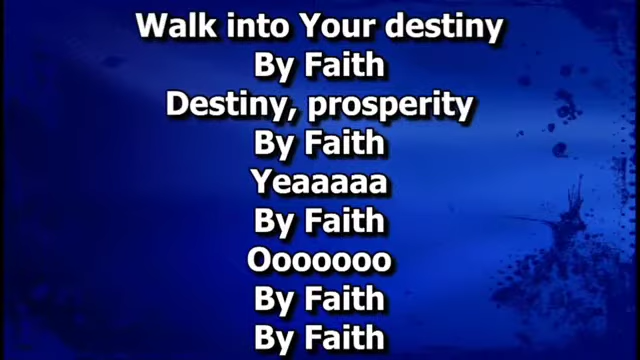 Walk into Your destiny
By Faith
Destiny, prosperity
By Faith
Yeaaaaa
By Faith
Ooooooo
By Faith
By Faith